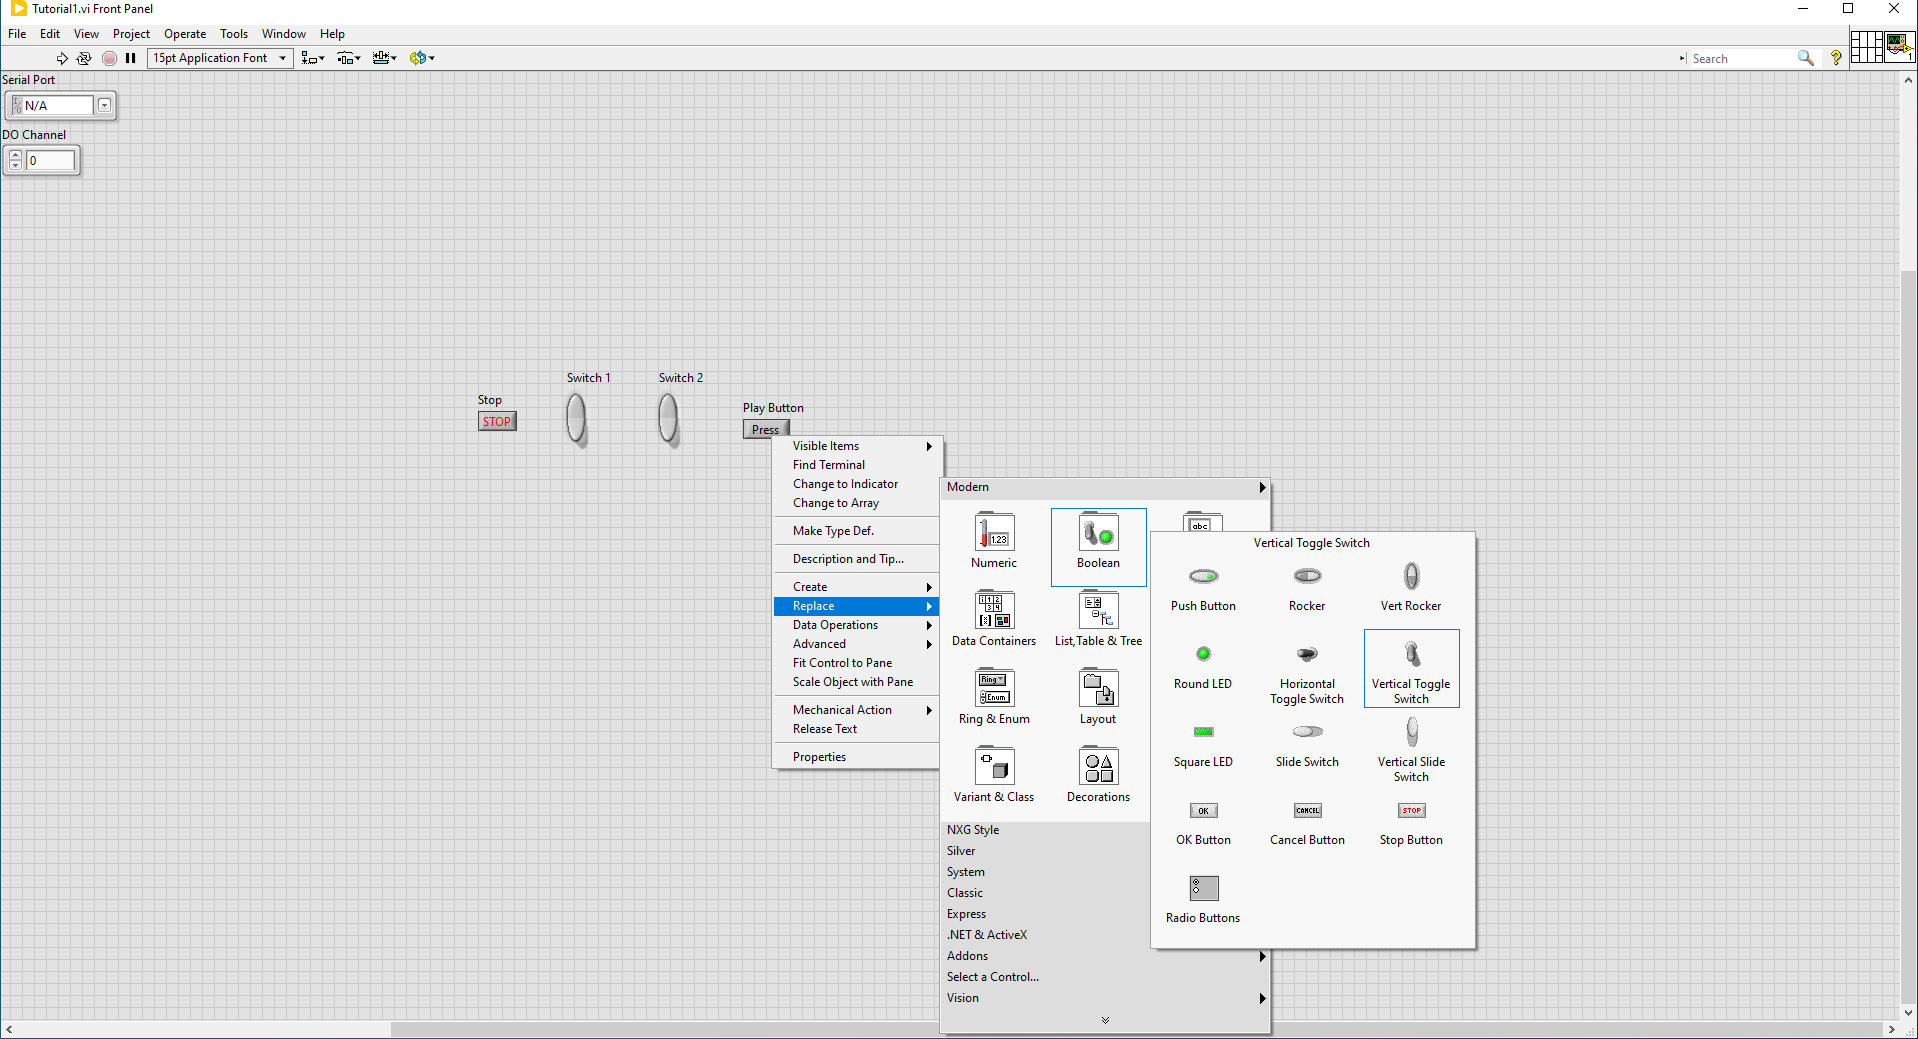 Tutorial1.vi Front Panel
File Edit View Project Operate Tools Window Help
15pt Application Font
Search
?
1
Serial Port
I/O N/A
DO Channel
0
Switch 1
Switch 2
Stop
STOP
Play Button
Press
Visible Items
Find Terminal
Change to Indicator
Change to Array
Make Type Def.
Description and Tip...
Create
Replace
Data Operations
Advanced
Fit Control to Pane
Scale Object with Pane
Mechanical Action
Release Text
Properties
Modern
1.23
Numeric
Boolean
abc
Data Containers
List, Table & Tree
Ring
Enum
Ring & Enum
Layout
Variant & Class
Decorations
NXG Style
Silver
System
Classic
Express
.NET & ActiveX
Addons
Select a Control...
Vision
Vertical Toggle Switch
Push Button
Rocker
Vert Rocker
Round LED
Horizontal
Toggle Switch
Vertical Toggle
Switch
Square LED
Slide Switch
Vertical Slide
Switch
OK
CANCEL
STOP
OK Button
Cancel Button
Stop Button
Radio Buttons